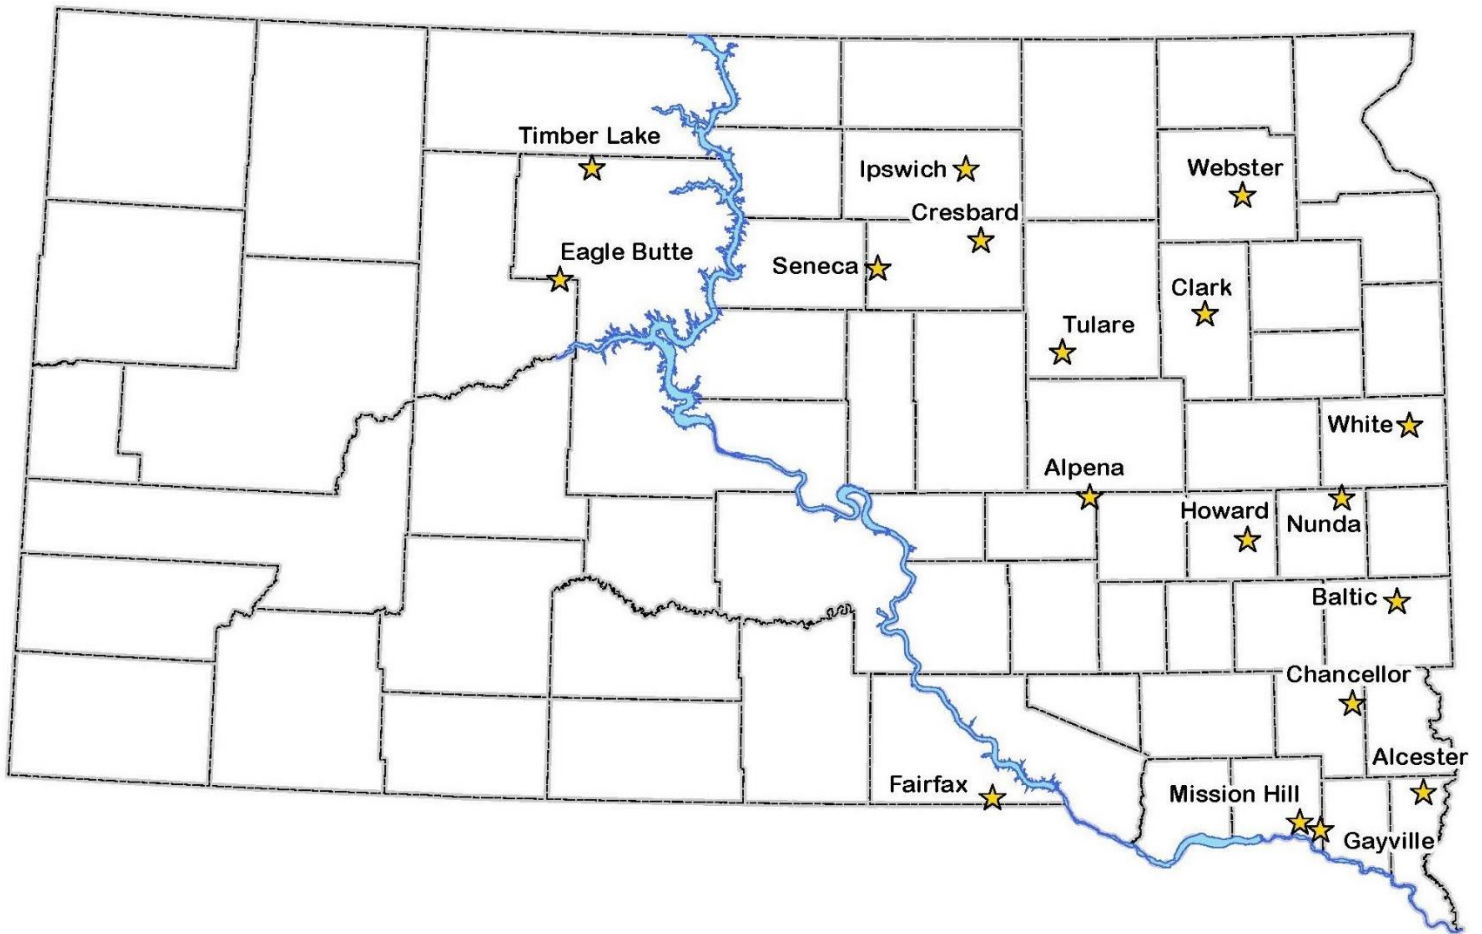 Timber Lake
Ipswich
Webster
Cresbard
Eagle Butte
Seneca
Clark
Tulare
White
Alpena
Howard
Nunda
Baltic
Chancellor
Alcester
Fairfax
Mission Hill
Gayville